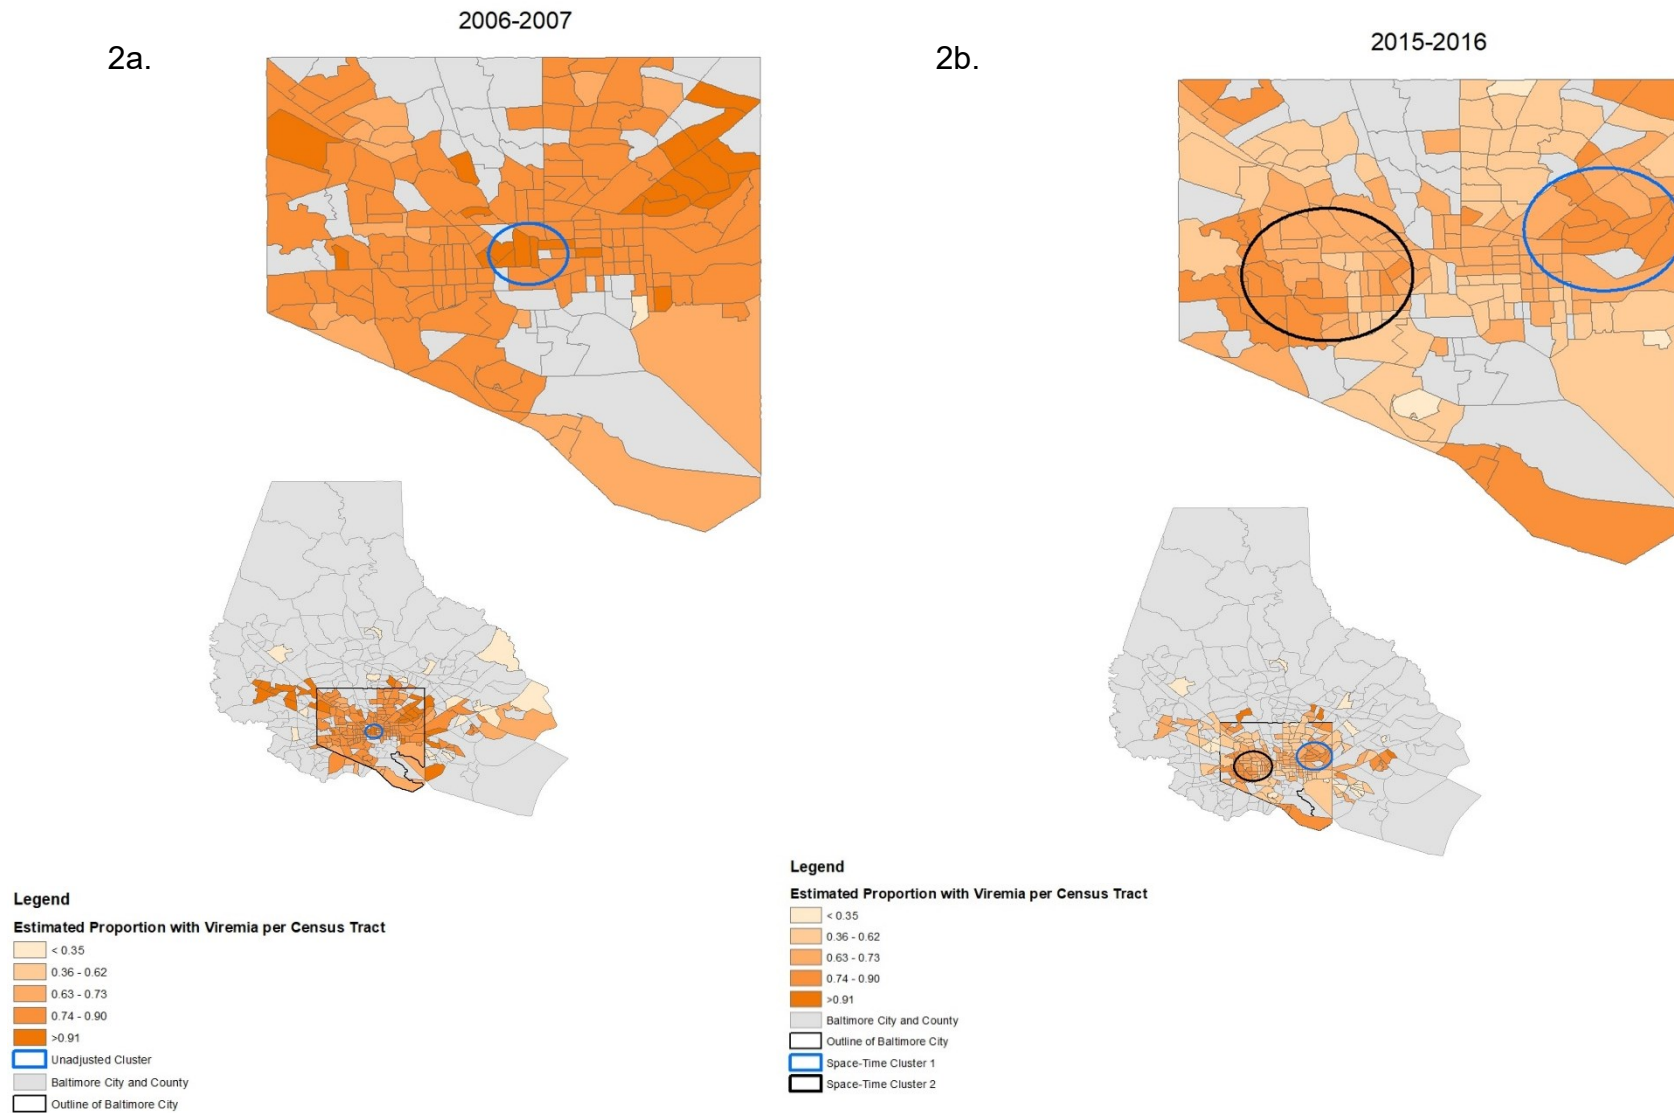 2006-2007
2a.
2b.
2015-2016
Legend
Estimated Proportion with Viremia per Census Tract
< 0.35
0.36 - 0.62
0.63 - 0.73
0.74 - 0.90
>0.91
Unadjusted Cluster
Baltimore City and County
Outline of Baltimore City
Legend
Estimated Proportion with Viremia per Census Tract
< 0.35
0.36 - 0.62
0.63 - 0.73
0.74 - 0.90
>0.91
Baltimore City and County
Outline of Baltimore City
Space-Time Cluster 1
Space-Time Cluster 2